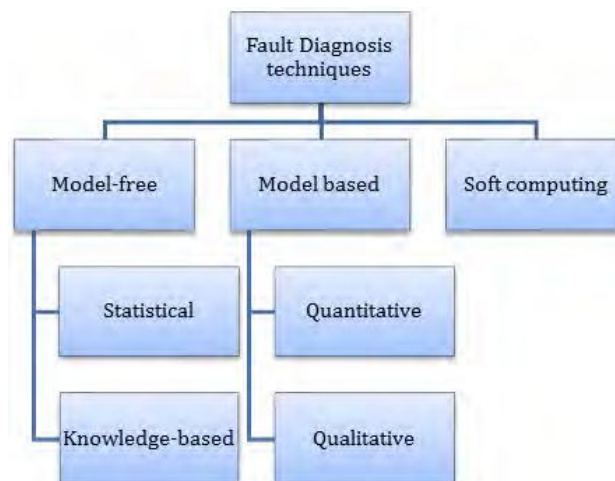 Fault Diagnosis
techniques
Model-free
Model based
Soft computing
Statistical
Quantitative
Knowledge-based
Qualitative